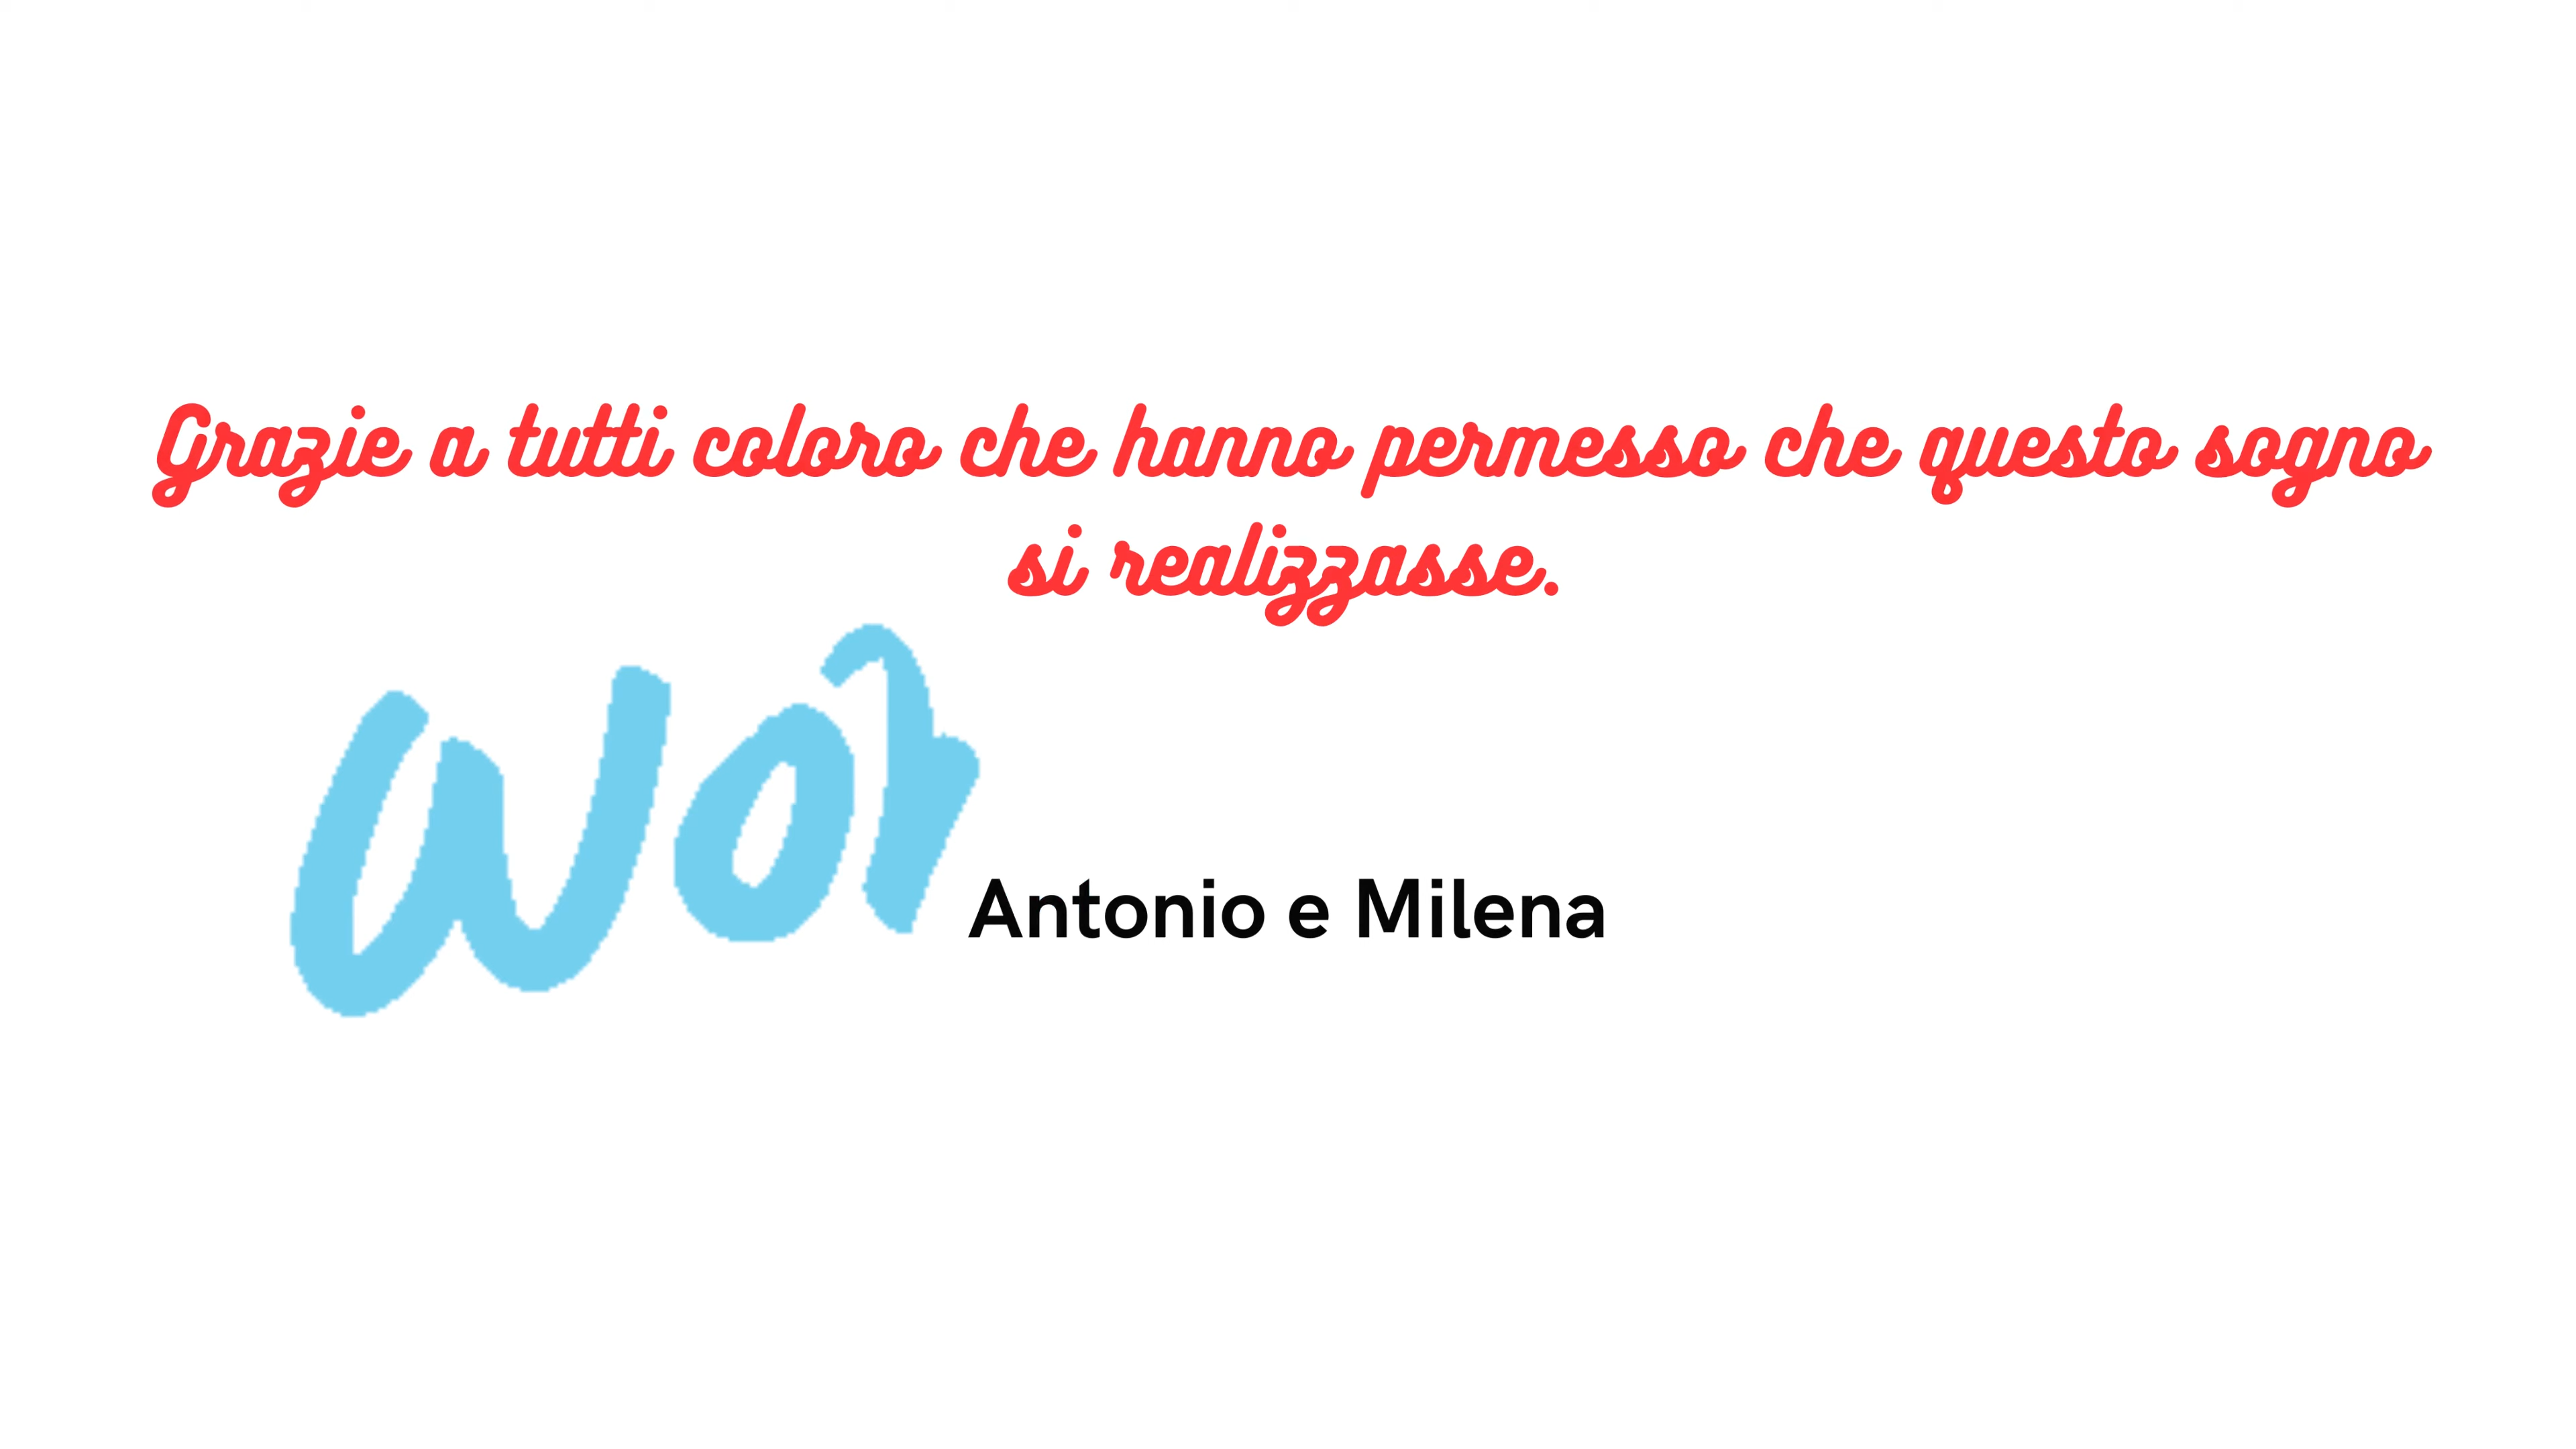 Grazie a tutti coloro che hanno permesso che questo sogno
si realizzasse.
Antonio e Milena